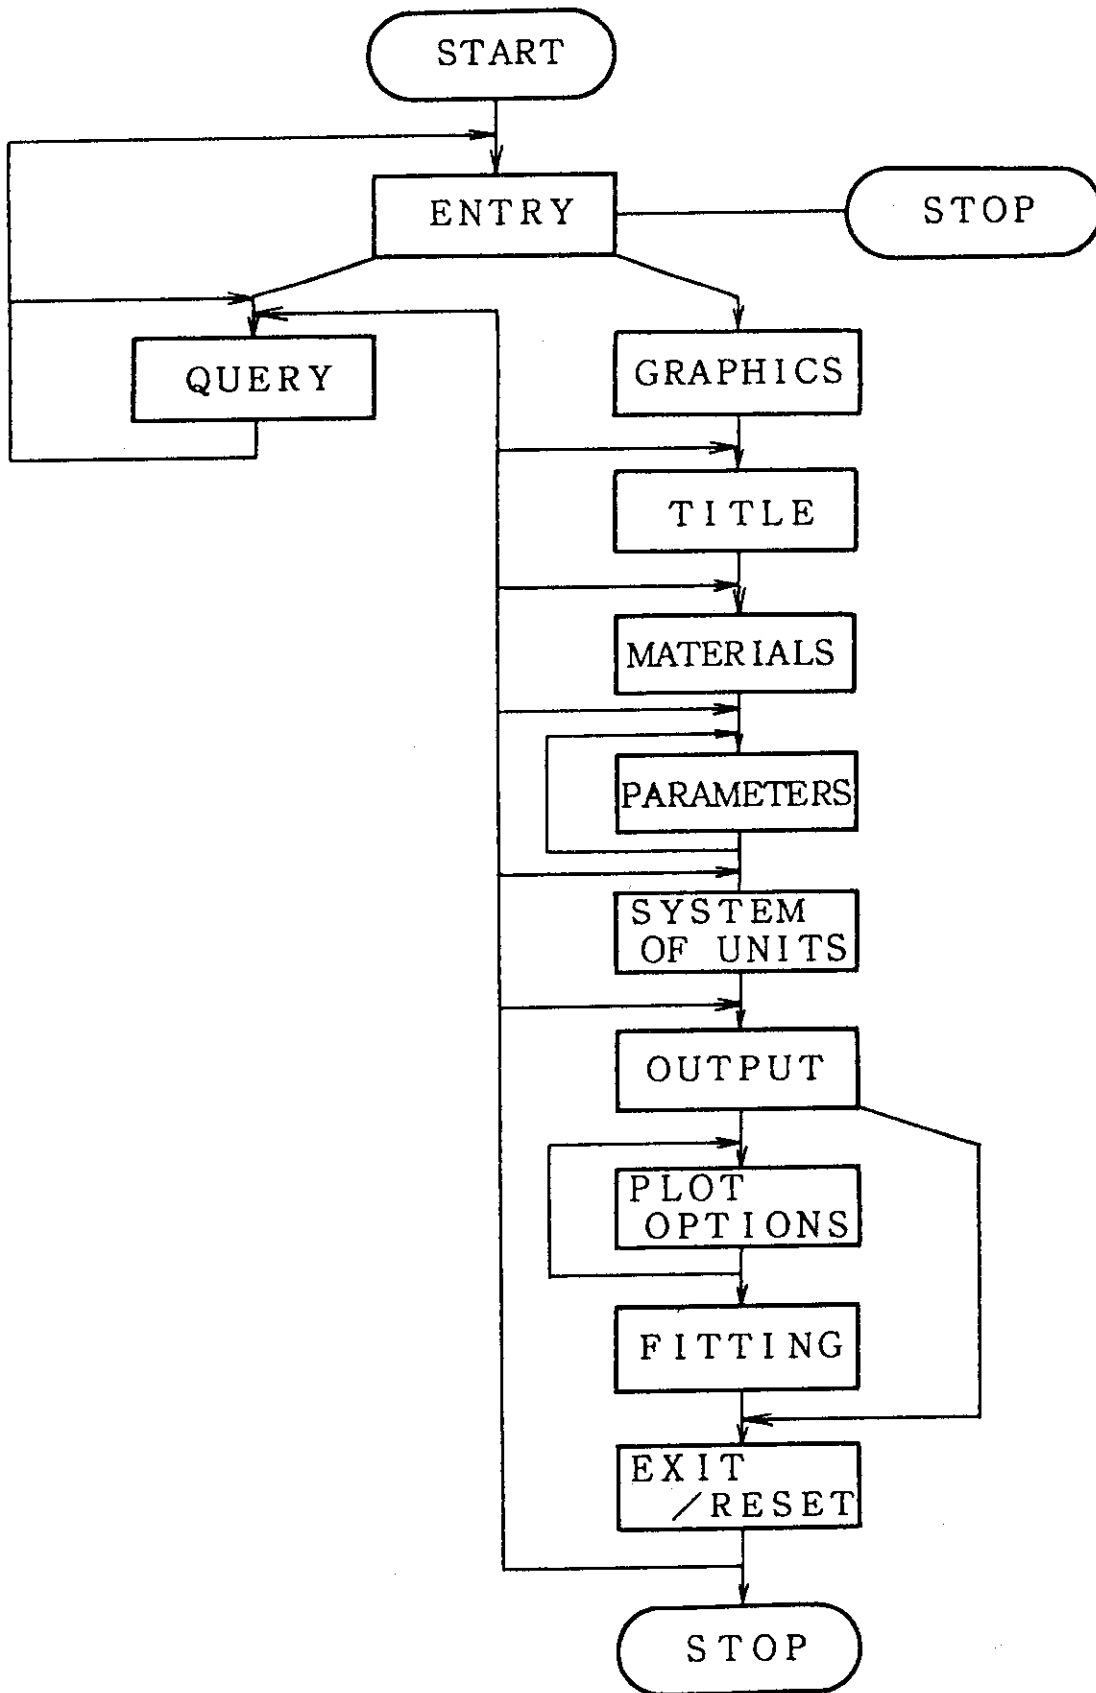 START
ENTRY
STOP
QUERY
GRAPHICS
TITLE
MATERIALS
PARAMETERS
SYSTEM
OF UNITS
OUTPUT
PLOT
OPTIONS
FITTING
EXIT
/RESET
STOP